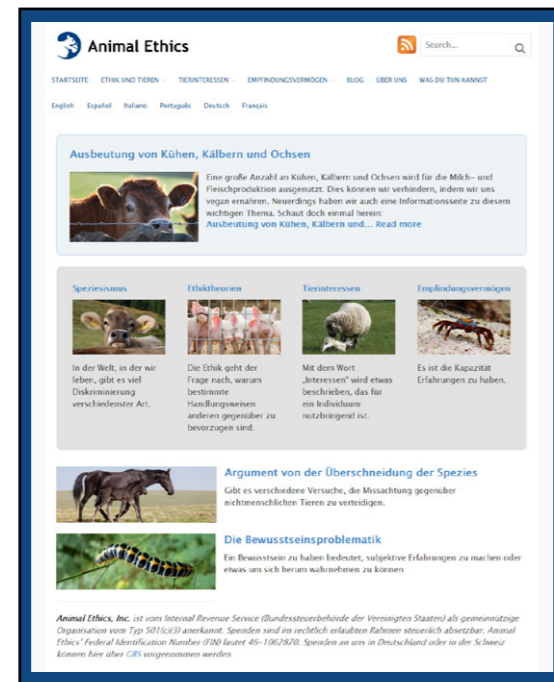 Animal Ethics
Search...
STARTSEITE ETHIK UND TIEREN TIERINTERESSEN EMPFINDUNGSVERMÖGEN BLOG ÜBER UNS WAS DU TUN KANNST
English Español Italiano Português Deutsch Français
Ausbeutung von Kühen, Kälbern und Ochsen
Eine große Anzahl an Kühen, Kälbern und Ochsen wird für die Milch- und
Fleischproduktion ausgenutzt. Dies können wir verhindern, indem wir uns
vegan ernähren. Neuerdings haben wir auch eine Informationsseite zu diesem
wichtigen Thema. Schaut doch einmal herein:
Ausbeutung von Kühen, Kälbern und... Read more
Speziesismus
In der Welt, in der wir
leben, gibt es viel
Diskriminierung
verschiedenster Art.
Ethiktheorien
Die Ethik geht der
Frage nach, warum
bestimmte
Handlungsweisen
anderen gegenüber zu
bevorzugen sind.
Tierinteressen
Mit dem Wort
„Interessen" wird etwas
beschrieben, das für
ein Individuum
nutzbringend ist.
Empfindungsvermögen
Es ist die Kapazität
Erfahrungen zu haben.
Argument von der Überschneidung der Spezies
Gibt es verschiedene Versuche, die Missachtung gegenüber
nichtmenschlichen Tieren zu verteidigen.
Die Bewusstseinsproblematik
Ein Bewusstsein zu haben bedeutet, subjektive Erfahrungen zu machen oder
etwas um sich herum wahrnehmen zu können
Animal Ethics, Inc. ist vom Internal Revenue Service (Bundessteuerbehörde der Vereinigten Staaten) als gemeinnützige
Organisation vom Typ 501(c)(3) anerkannt. Spenden sind im rechtlich erlaubten Rahmen steuerlich absetzbar. Animal
Ethics' Federal Identification Number (FIN) lautet 46-1062870. Spenden an uns in Deutschland oder in der Schweiz
können hier über GBS vorgenommen werden.